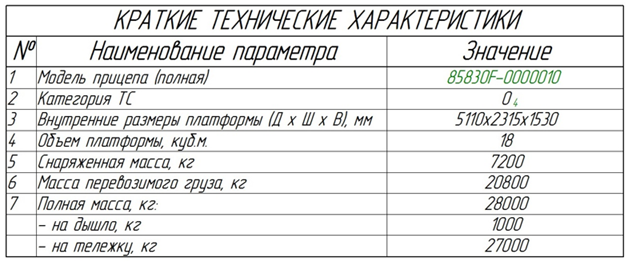 КРАТКИЕ ТЕХНИЧЕСКИЕ ХАРАКТЕРИСТИКИ
№ Наименование параметра Значение
1 Модель прицепа (полная) 85830F-0000010
2 Категория ТС О4
3 Внутренние размеры платформы (Д х Ш х В), мм 5110х2315х1530
4 Объем платформы, куб.м. 18
5 Снаряженная масса, кг 7200
6 Масса перевозимого груза, кг 20800
7 Полная масса, кг: 28000
- на дышло, кг 1000
- на тележку, кг 27000